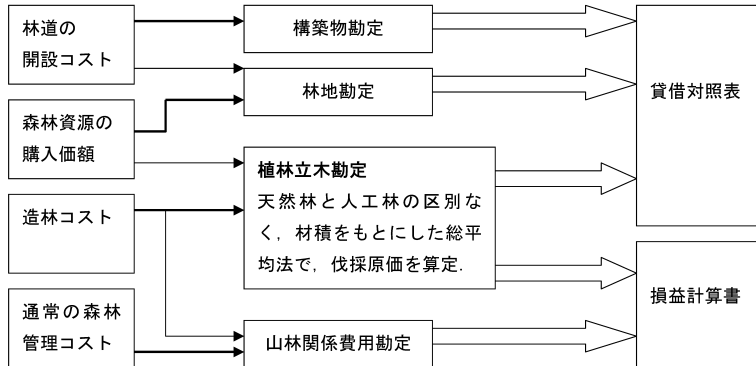 林道の
開設コスト
森林資源の
購入価額
造林コスト
通常の森林
管理コスト
構築物勘定
林地勘定
植林立木勘定
天然林と人工林の区別な
く，材積をもとにした総平
均法で，伐採原価を算定．
山林関係費用勘定
貸借対照表
損益計算書